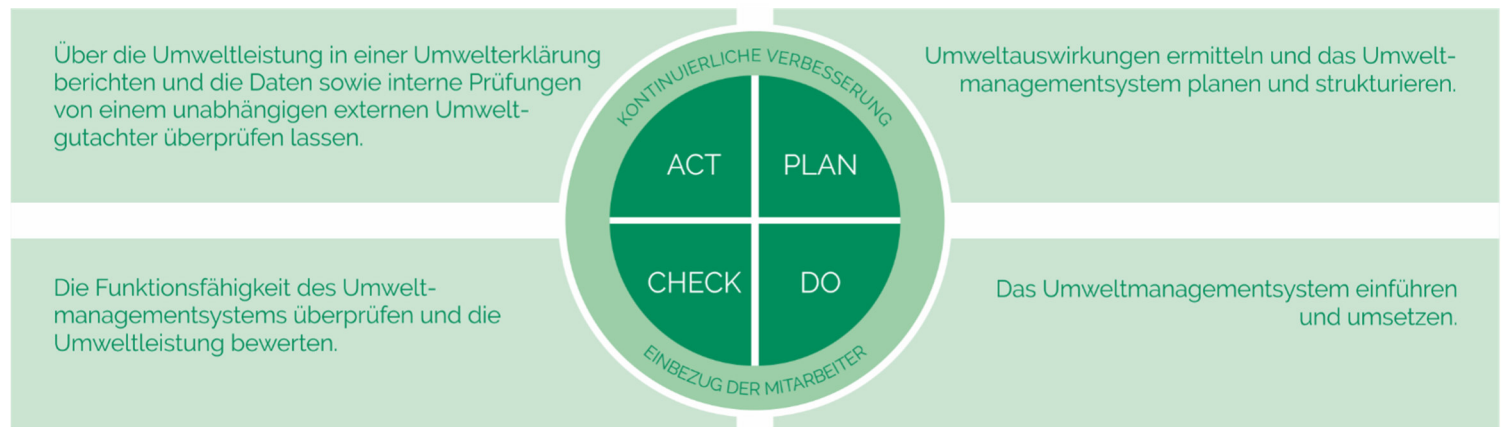 Über die Umweltleistung in einer Umwelterklärung
berichten und die Daten sowie interne Prüfungen
von einem unabhängigen externen Umwelt-
gutachter überprüfen lassen.
Umweltauswirkungen ermitteln und das Umwelt-
managementsystem planen und strukturieren.
KONTINUIERLICHE VERBESSERUNG
ACT
PLAN
CHECK
DO
EINBEZUG DER MITARBEITER
Die Funktionsfähigkeit des Umwelt-
managementsystems überprüfen und die
Umweltleistung bewerten.
Das Umweltmanagementsystem einführen
und umsetzen.